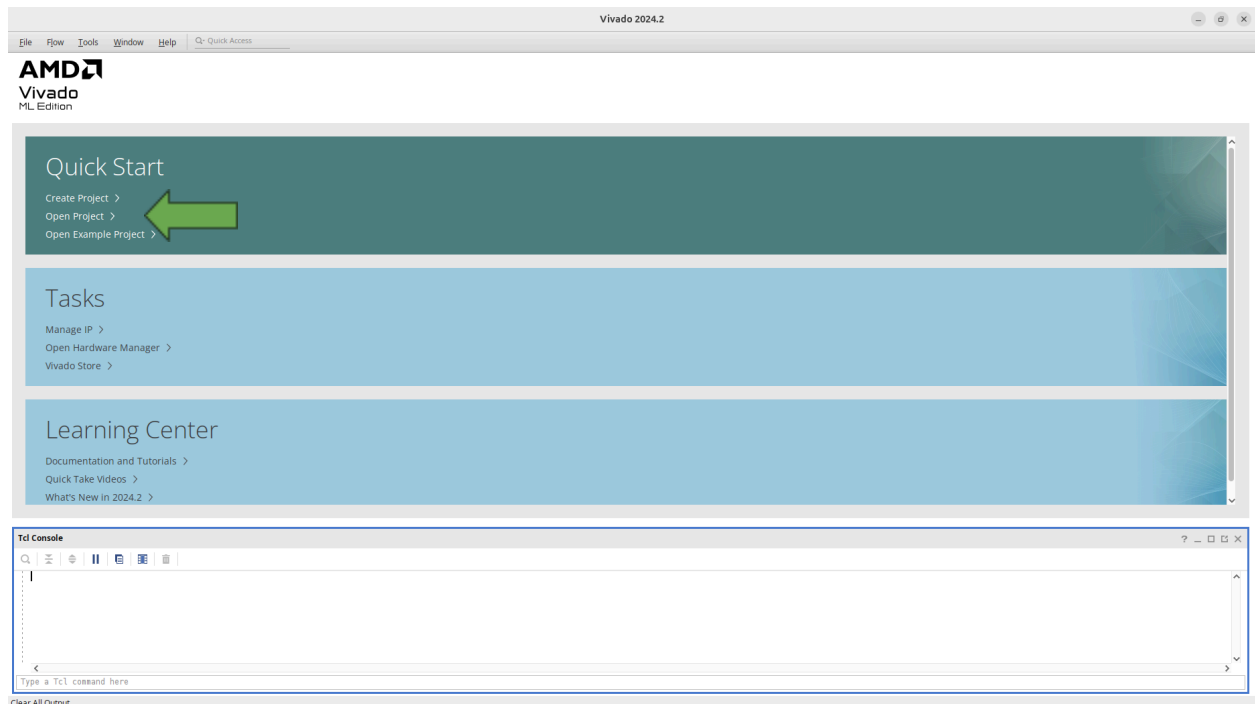 Vivado 2024.2
File Flow Tools Window Help Quick Access
AMD
Vivado
ML Edition
Quick Start
Create Project >
Open Project >
Open Example Project >
Tasks
Manage IP >
Open Hardware Manager >
Vivado Store >
Learning Center
Documentation and Tutorials >
Quick Take Videos >
What's New in 2024.2 >
Tcl Console
Type a Tcl command here
Clear All Output